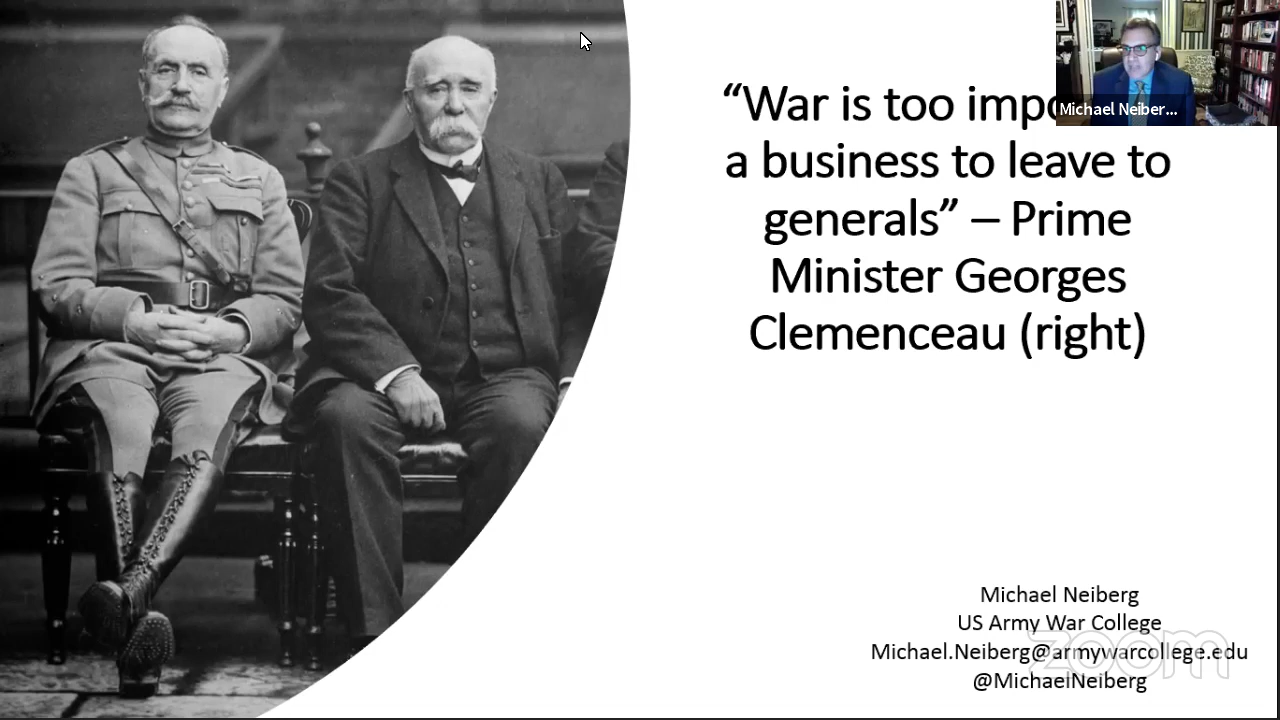 “War is too
a business to leave to
generals” – Prime
Minister Georges
Clemenceau (right)
Michael Neiber...
Michael Neiberg
US Army War College
Michael.Neiberg@armywarcollege.edu
@MichaelNeiberg
zoom